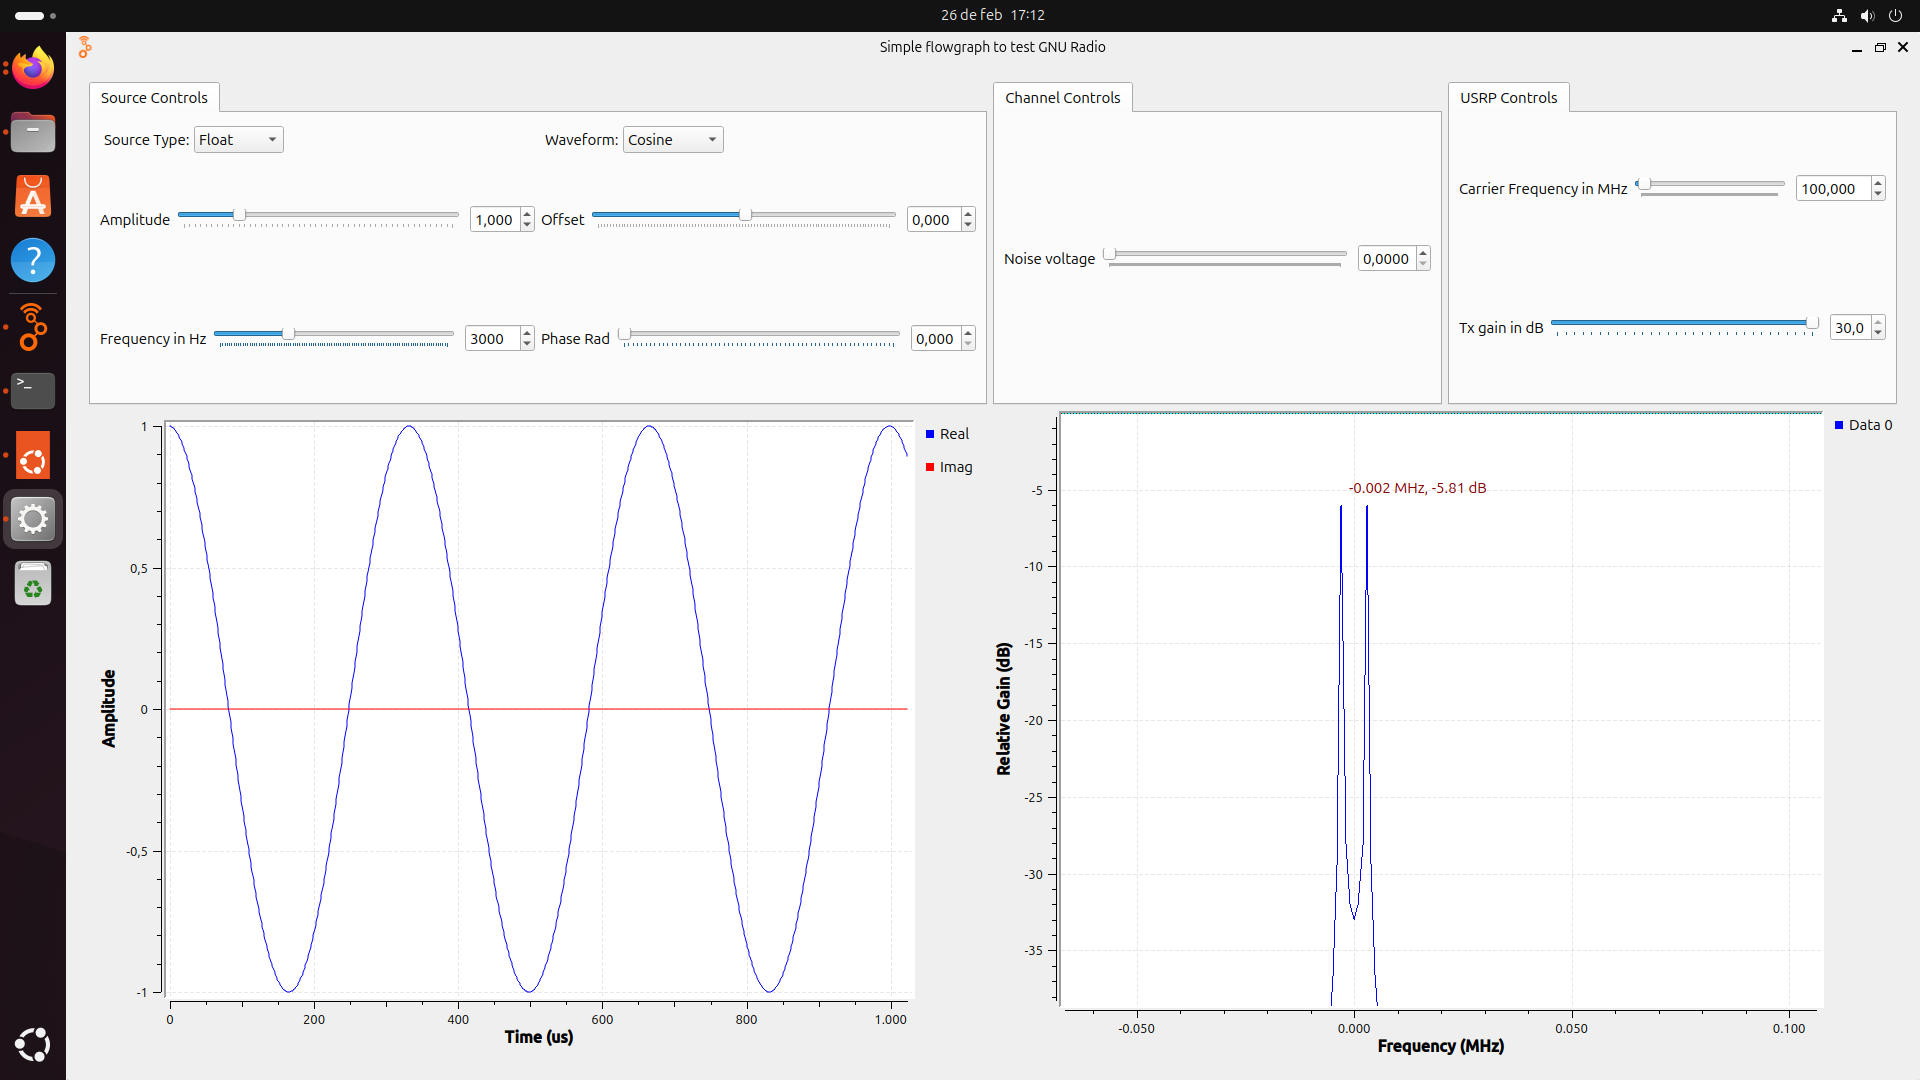 26 de feb 17:12
Simple flowgraph to test GNU Radio
Source Controls
Source Type: Float
Waveform: Cosine
Amplitude 1,000
Offset 0,000
Frequency in Hz 3000
Phase Rad 0,000
Channel Controls
Noise voltage 0,0000
USRP Controls
Carrier Frequency in MHz 100,000
Tx gain in dB 30,0
1
0,5
0
-0,5
-1
Amplitude
0 200 400 600 800 1.000
Time (us)
Real
Imag
-5
-10
-15
-20
-25
-30
-35
Relative Gain (dB)
-0.002 MHz, -5.81 dB
-0.050 0.000 0.050 0.100
Frequency (MHz)
Data 0